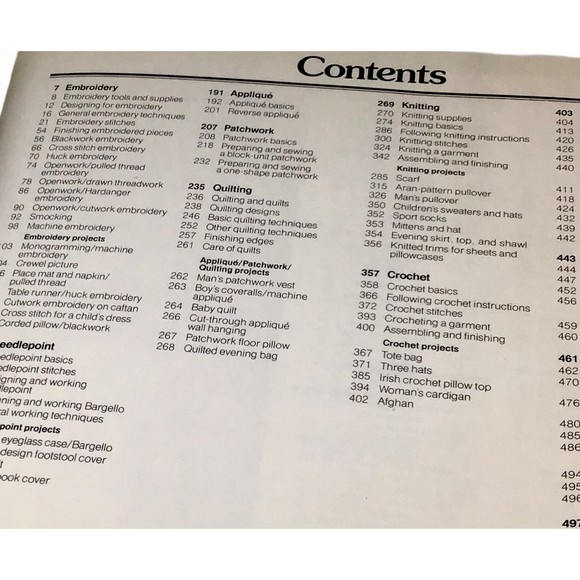 Contents
7 Embroidery
8 Embroidery tools and supplies
12 Designing for embroidery
16 General embroidery techniques
21 Embroidery stitches
54 Finishing embroidered pieces
56 Blackwork embroidery
66 Cross stitch embroidery
70 Huck embroidery
74 Openwork/pulled thread
embroidery
78 Openwork/drawn threadwork
86 Openwork/Hardanger
embroidery
90 Openwork/cutwork embroidery
92 Smocking
98 Machine embroidery
Embroidery projects
103 Monogramming/machine
embroidery
04 Crewel picture
6 Place mat and napkin/
pulled thread
Table runner/huck embroidery
Cutwork embroidery on caftan
Cross stitch for a child's dress
Corded pillow/blackwork
eedlepoint
edlepoint basics
edlepoint stitches
igning and working
lepoint
ning and working Bargello
ral working techniques
point projects
eyeglass case/Bargello
design footstool cover
t
ook cover
191 Appliqué
192 Appliqué basics
201 Reverse appliqué
207 Patchwork
208 Patchwork basics
218 Preparing and sewing
a block-unit patchwork
232 Preparing and sewing
a one-shape patchwork
235 Quilting
236 Quilting and quilts
238 Quilting designs
246 Basic quilting techniques
252 Other quilting techniques
257 Finishing edges
261 Care of quilts
Appliqué/Patchwork/
Quilting projects
262 Man's patchwork vest
263 Boy's coveralls/machine
appliqué
264 Baby quilt
266 Cut-through appliqué
wall hanging
267 Patchwork floor pillow
268 Quilted evening bag
269 Knitting
270 Knitting supplies
274 Knitting basics
286 Following knitting instructions
300 Knitting stitches
324 Knitting a garment
342 Assembling and finishing
Knitting projects
285 Scarf
315 Aran-pattern pullover
326 Man's pullover
350 Children's sweaters and hats
352 Sport socks
353 Mittens and hat
354 Evening skirt, top, and shawl
356 Knitted trims for sheets and
pillowcases
357 Crochet
358 Crochet basics
366 Following crochet instructions
372 Crochet stitches
393 Crocheting a garment
400 Assembling and finishing
Crochet projects
367 Tote bag
371 Three hats
385 Irish crochet pillow top
394 Woman's cardigan
402 Afghan
403
404
413
420
426
435
440
411
418
424
432
439
442
443
444
447
452
456
459
460
461
462
470
476
480
485
486
494
495
496
497